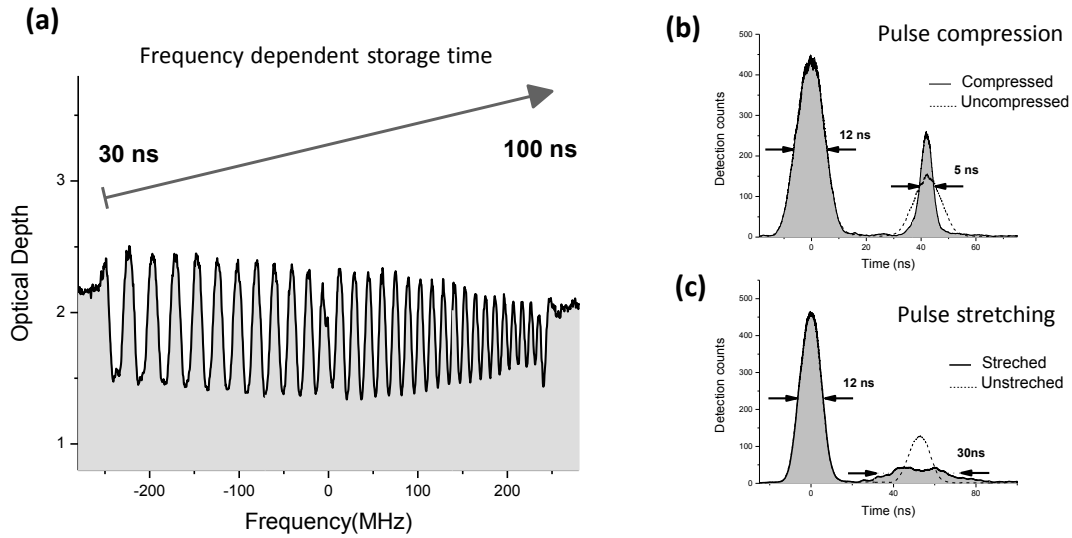 (a)
Frequency dependent storage time
30 ns
100 ns
3
2
1
Optical Depth
-200
-100
0
100
200
Frequency(MHz)
(b)
Pulse compression
500
400
300
200
100
0
Detection counts
Compressed
Uncompressed
12 ns
5 ns
0
20
40
60
Time (ns)
(c)
Pulse stretching
500
400
300
200
100
0
Detection counts
Streched
Unstreched
12 ns
30ns
0
20
40
60
80
100
Time (ns)